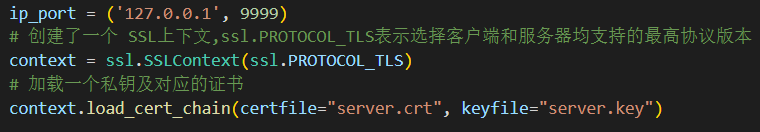 ip_port = ('127.0.0.1', 9999)
# 创建了一个 SSL上下文,ssl.PROTOCOL_TLS表示选择客户端和服务器均支持的最高协议版本
context = ssl.SSLContext(ssl.PROTOCOL_TLS)
# 加载一个私钥及对应的证书
context.load_cert_chain(certfile="server.crt", keyfile="server.key")